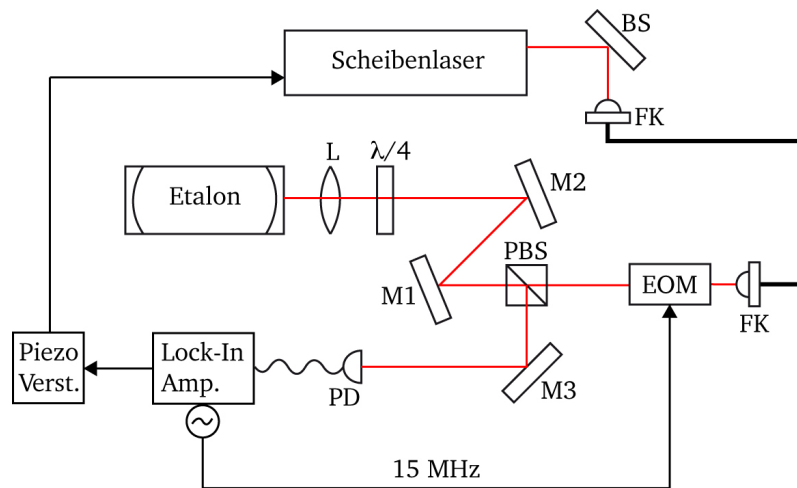 BS
Scheibenlaser
FK
L
λ/4
Etalon
M2
PBS
M1
EOM
FK
Piezo
Verst.
Lock-In
Amp.
PD
M3
15 MHz